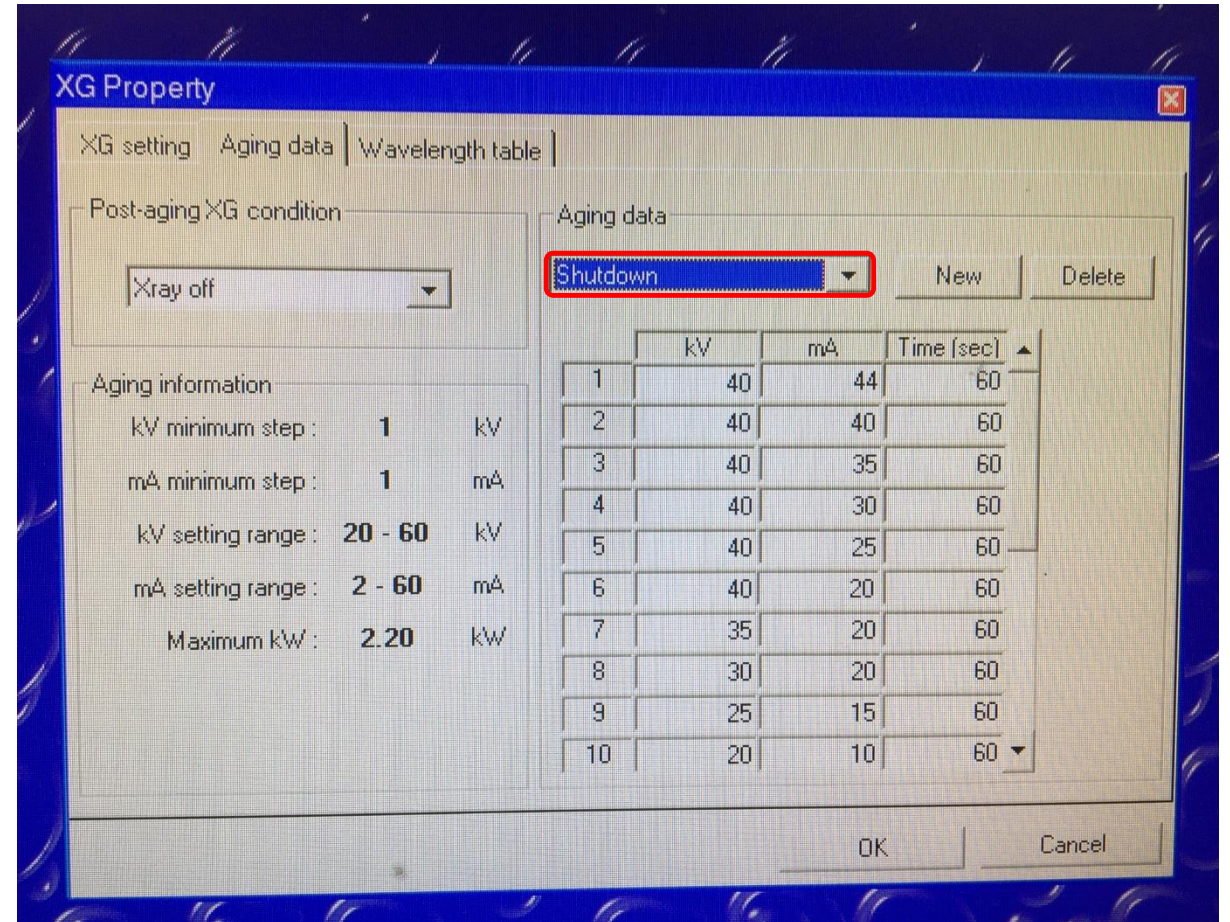 XG Property
XG setting Aging data Wavelength table
Post-aging XG condition
Xray off
Aging information
kV minimum step : 1 kV
mA minimum step : 1 mA
kV setting range : 20 - 60 kV
mA setting range : 2 - 60 mA
Maximum kW : 2.20 kW
Aging data
Shutdown New Delete
kV mA Time (sec)
1 40 44 60
2 40 40 60
3 40 35 60
4 40 30 60
5 40 25 60
6 40 20 60
7 35 20 60
8 30 20 60
9 25 15 60
10 20 10 60
OK Cancel